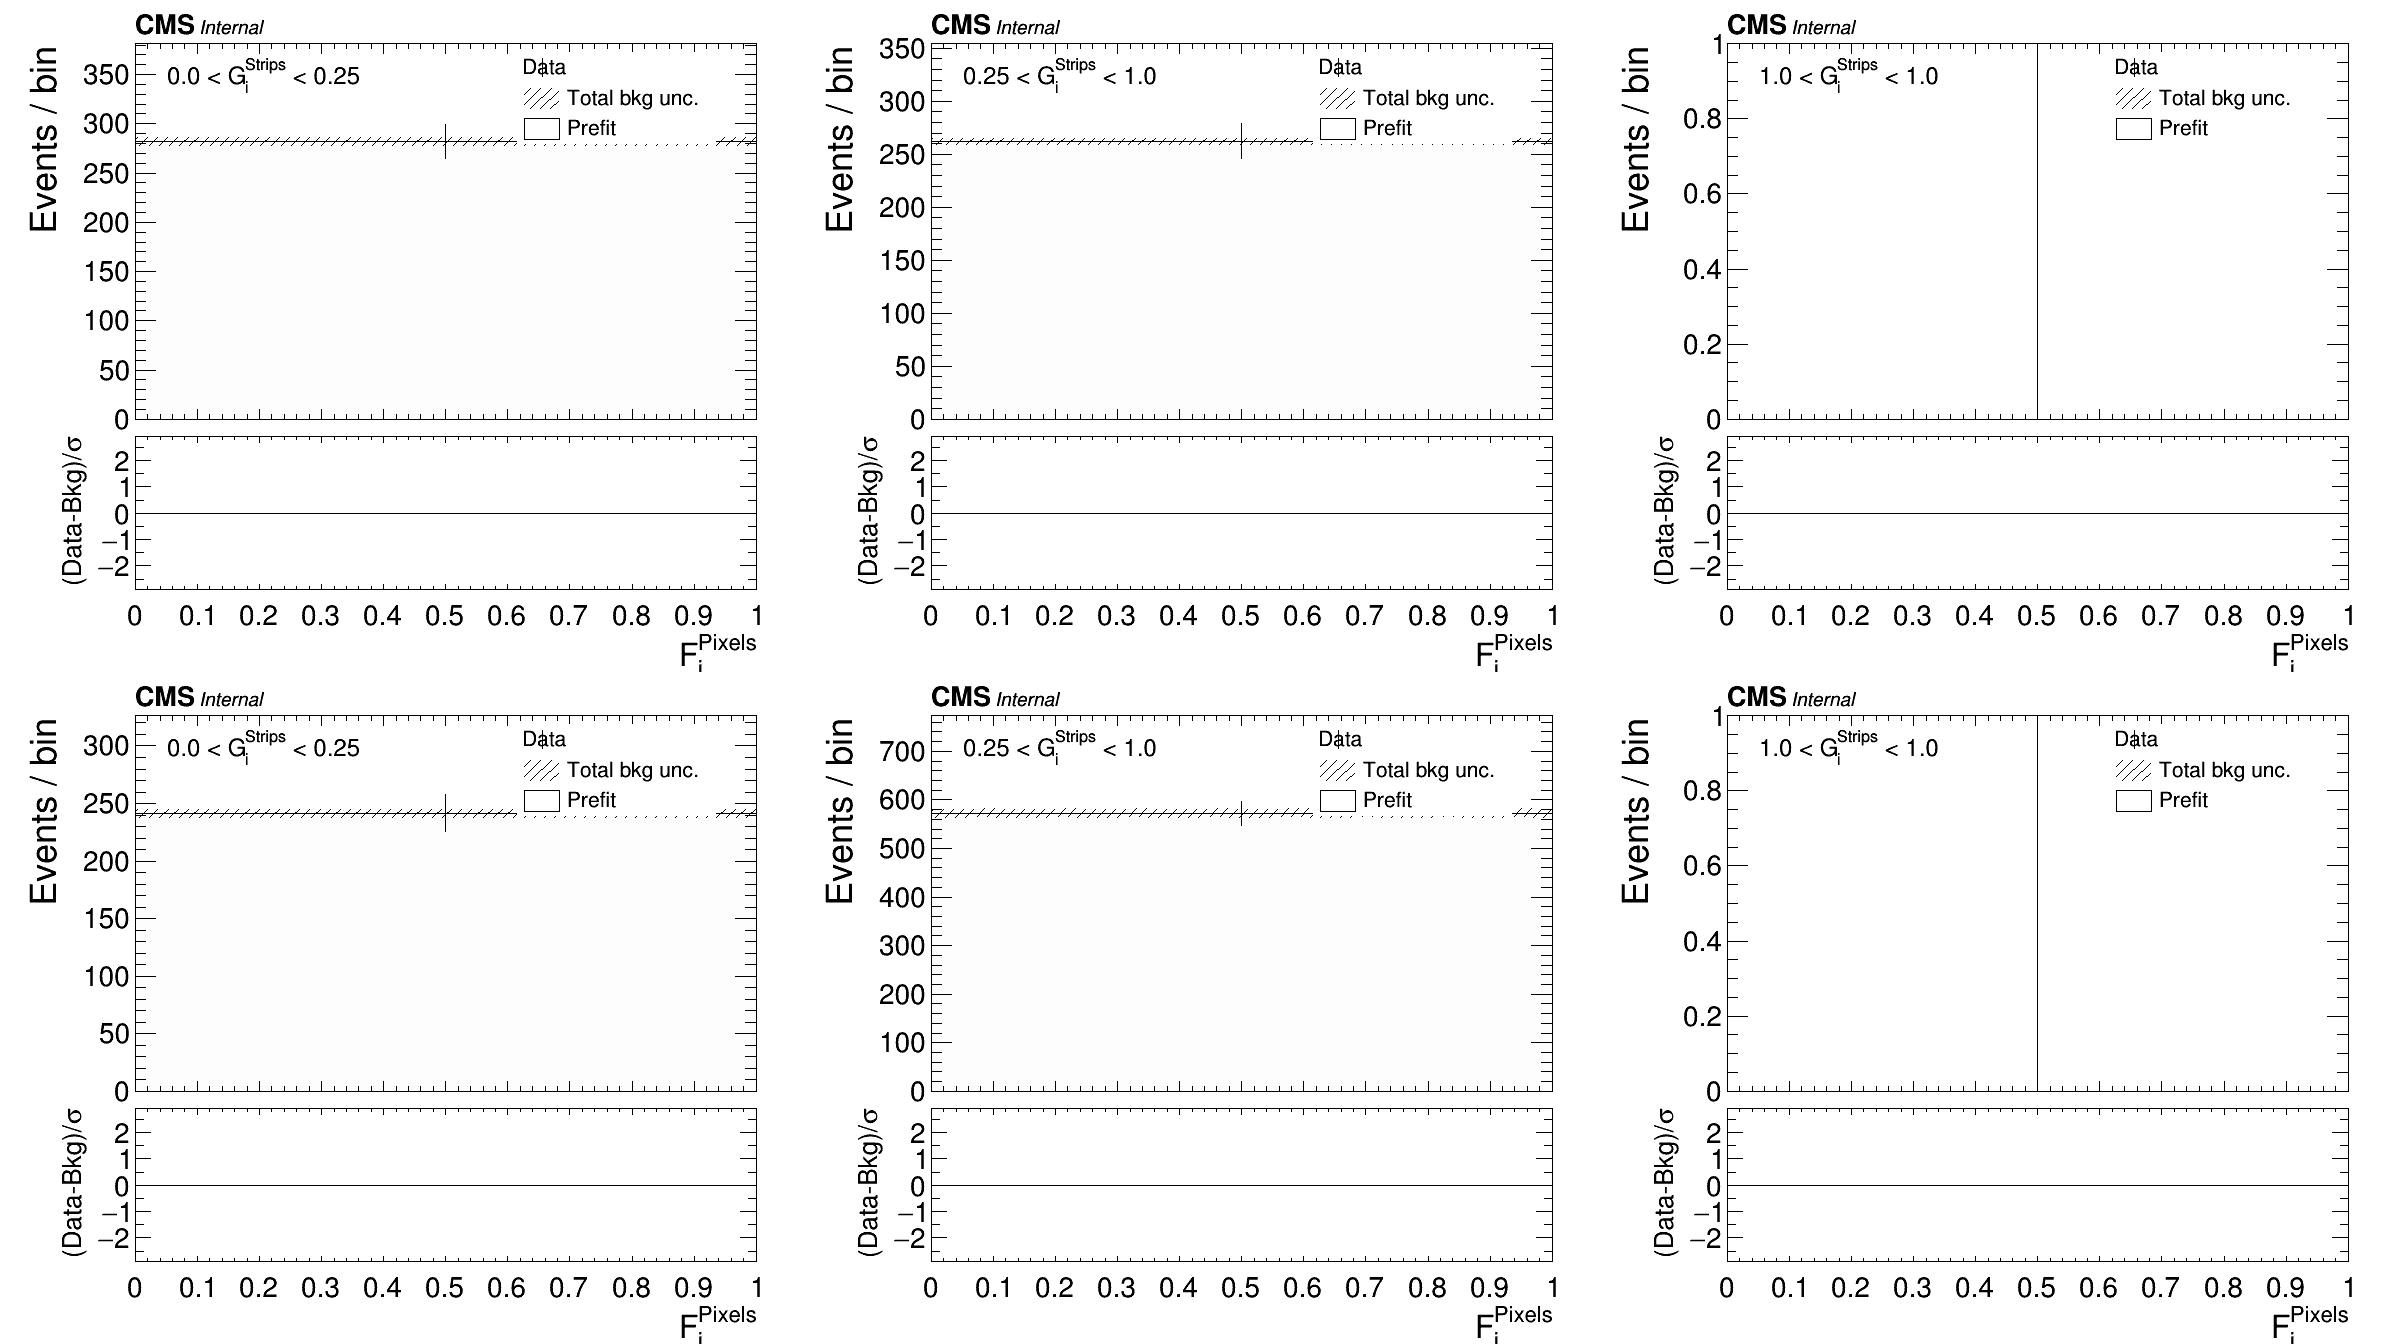 CMS Internal
Events / bin
0.0 < G_i^Strips < 0.25
Data
Total bkg unc.
Prefit
350
300
250
200
150
100
50
0
(Data-Bkg)/σ
2
1
0
−1
−2
0 0.1 0.2 0.3 0.4 0.5 0.6 0.7 0.8 0.9 1
F_i^Pixels
CMS Internal
Events / bin
0.25 < G_i^Strips < 1.0
Data
Total bkg unc.
Prefit
350
300
250
200
150
100
50
0
(Data-Bkg)/σ
2
1
0
−1
−2
0 0.1 0.2 0.3 0.4 0.5 0.6 0.7 0.8 0.9 1
F_i^Pixels
CMS Internal
Events / bin
1.0 < G_i^Strips < 1.0
Data
Total bkg unc.
Prefit
1
0.8
0.6
0.4
0.2
0
(Data-Bkg)/σ
2
1
0
−1
−2
0 0.1 0.2 0.3 0.4 0.5 0.6 0.7 0.8 0.9 1
F_i^Pixels
CMS Internal
Events / bin
0.0 < G_i^Strips < 0.25
Data
Total bkg unc.
Prefit
300
250
200
150
100
50
0
(Data-Bkg)/σ
2
1
0
−1
−2
0 0.1 0.2 0.3 0.4 0.5 0.6 0.7 0.8 0.9 1
F_i^Pixels
CMS Internal
Events / bin
0.25 < G_i^Strips < 1.0
Data
Total bkg unc.
Prefit
700
600
500
400
300
200
100
0
(Data-Bkg)/σ
2
1
0
−1
−2
0 0.1 0.2 0.3 0.4 0.5 0.6 0.7 0.8 0.9 1
F_i^Pixels
CMS Internal
Events / bin
1.0 < G_i^Strips < 1.0
Data
Total bkg unc.
Prefit
1
0.8
0.6
0.4
0.2
0
(Data-Bkg)/σ
2
1
0
−1
−2
0 0.1 0.2 0.3 0.4 0.5 0.6 0.7 0.8 0.9 1
F_i^Pixels